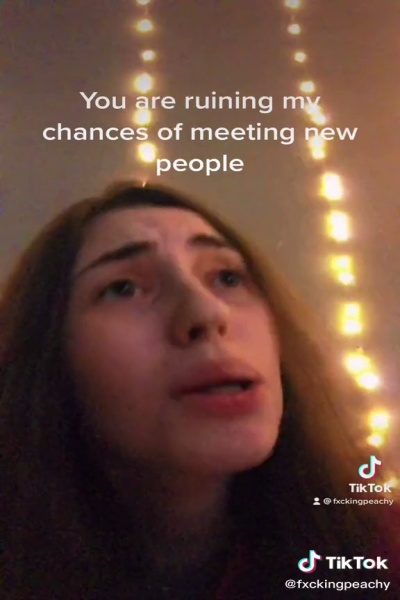 You are ruining my
chances of meeting new
people
TikTok
@fxckingpeachy
TikTok
@fxckingpeachy